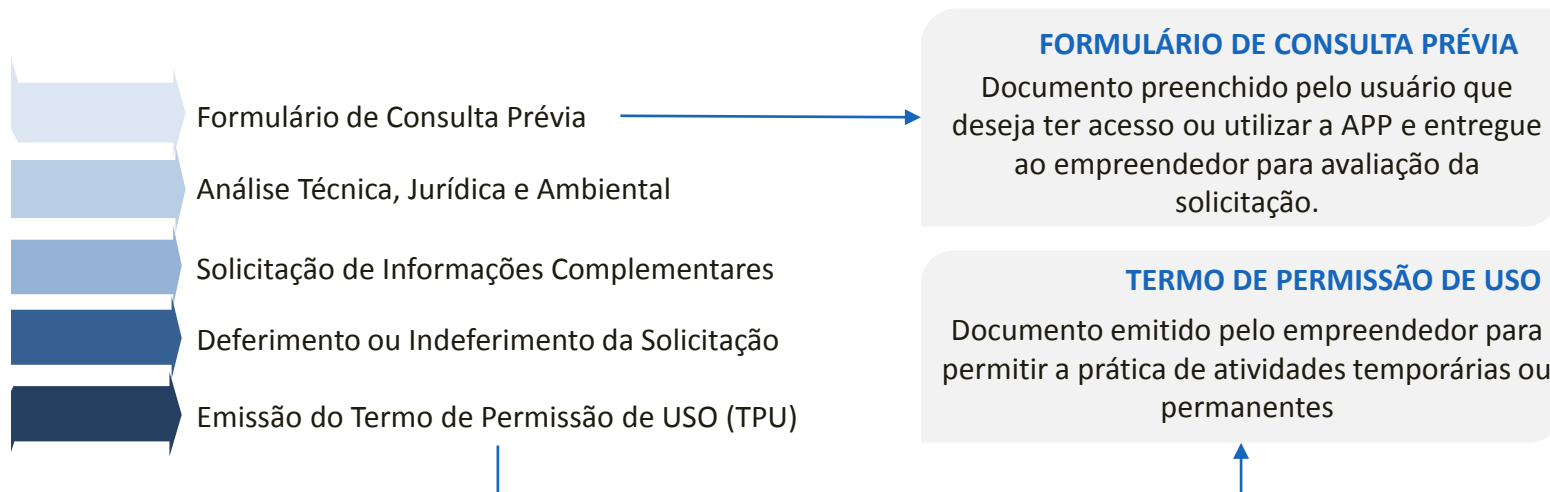 Formulário de Consulta Prévia
Análise Técnica, Jurídica e Ambiental
Solicitação de Informações Complementares
Deferimento ou Indeferimento da Solicitação
Emissão do Termo de Permissão de USO (TPU)
FORMULÁRIO DE CONSULTA PRÉVIA
Documento preenchido pelo usuário que
deseja ter acesso ou utilizar a APP e entregue
ao empreendedor para avaliação da
solicitação.
TERMO DE PERMISSÃO DE USO
Documento emitido pelo empreendedor para
permitir a prática de atividades temporárias ou
permanentes